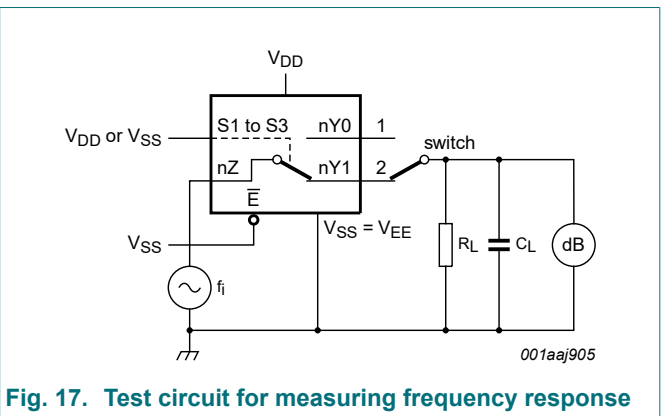 VDD
VDD or VSS
S1 to S3
nY0
1
switch
nZ
nY1
2
E
VSS
VSS = VEE
RL
CL
dB
fi
001aaj905
Fig. 17. Test circuit for measuring frequency response